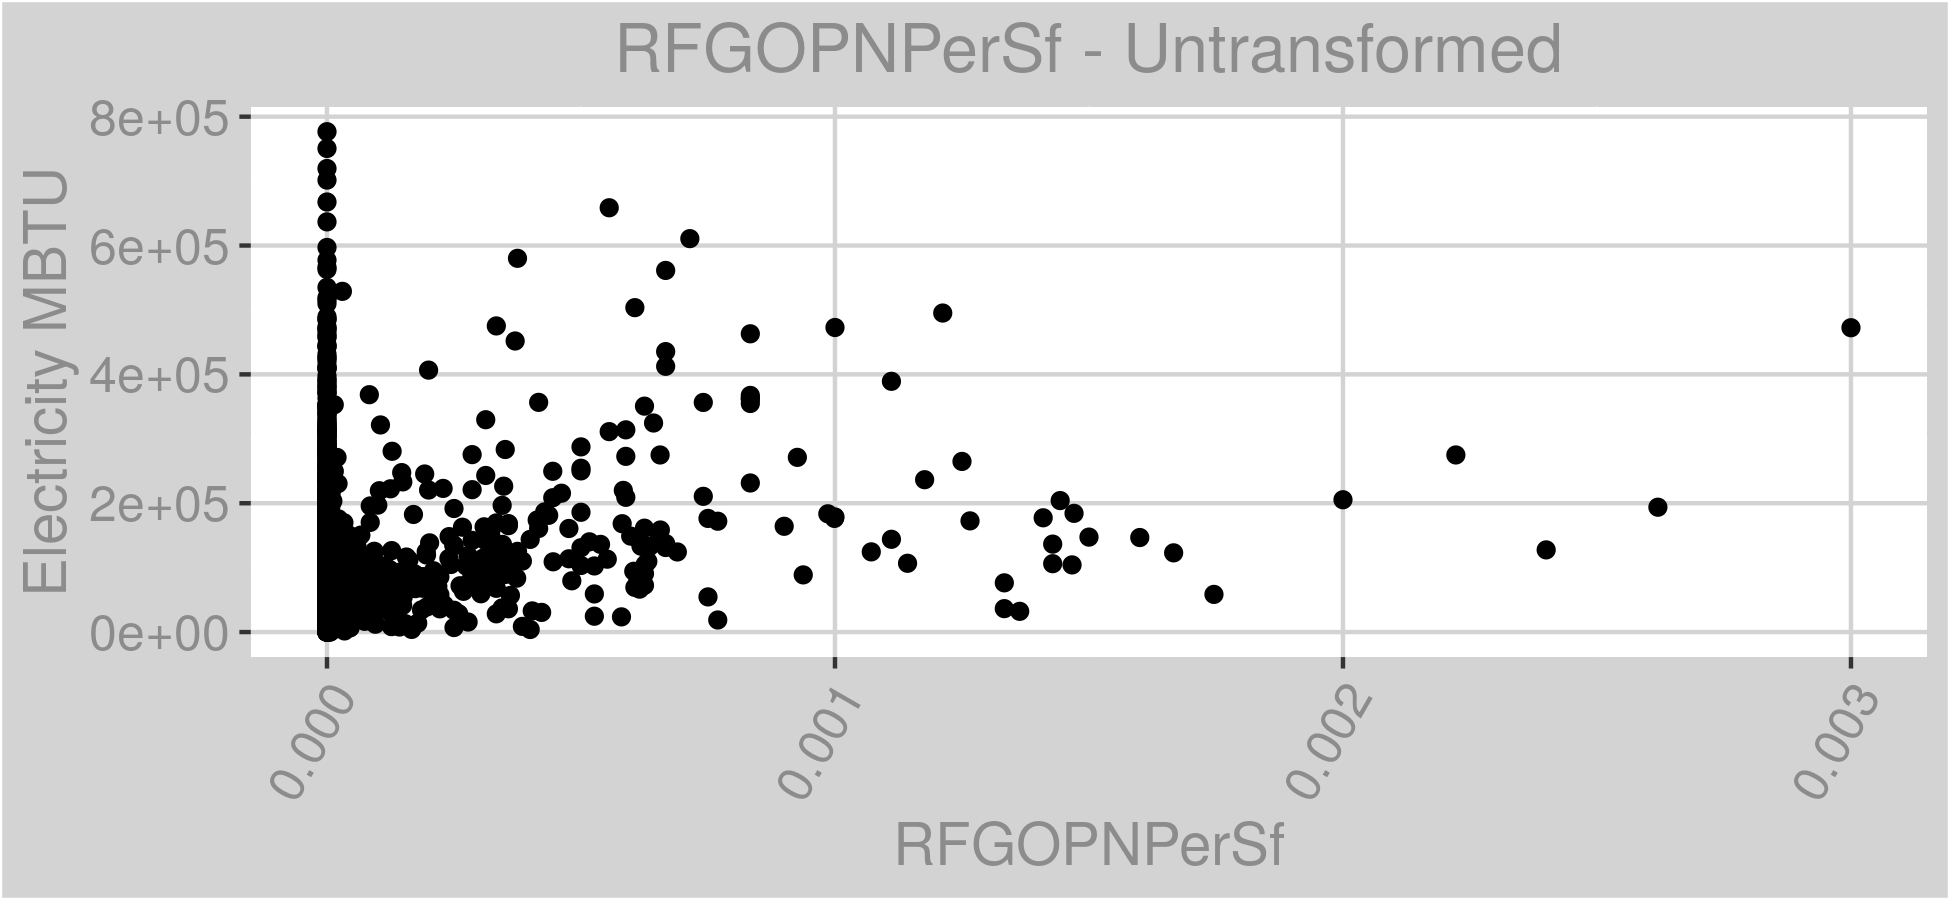 RFGOPNPerSf - Untransformed
Electricity MBTU
8e+05
6e+05
4e+05
2e+05
0e+00
0.000
0.001
0.002
0.003
RFGOPNPerSf